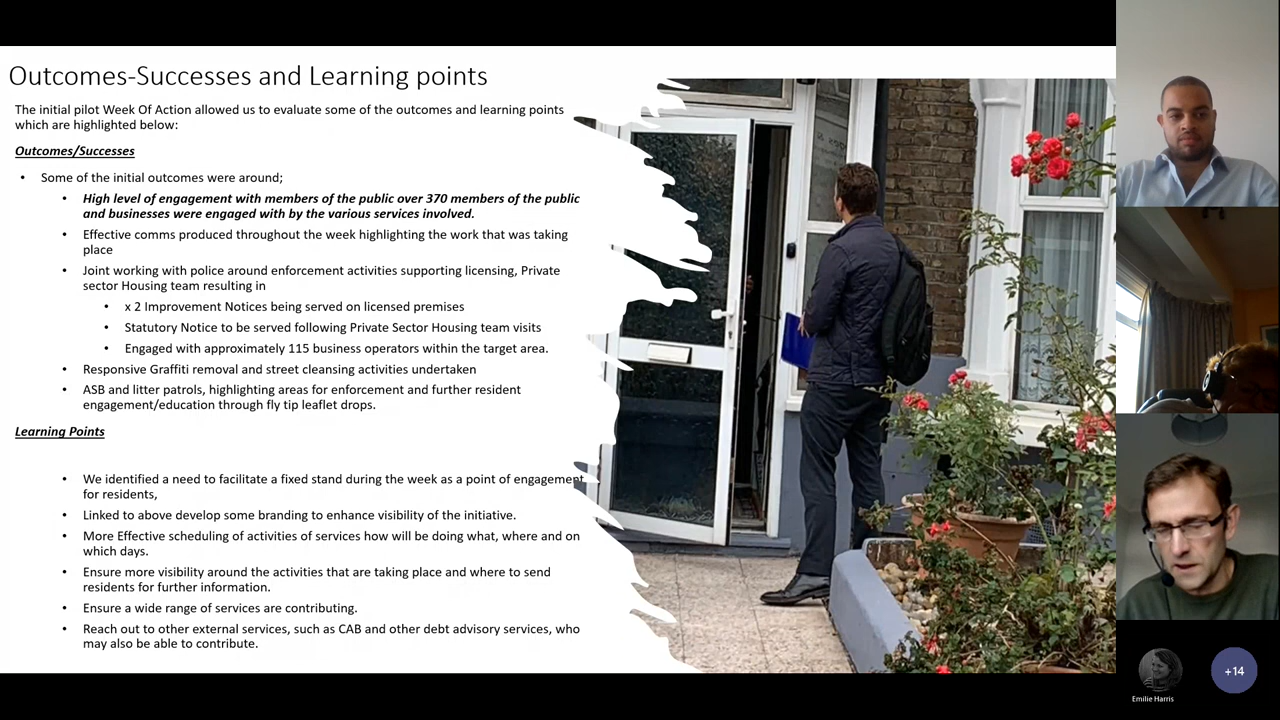 Outcomes-Successes and Learning points
The initial pilot Week Of Action allowed us to evaluate some of the outcomes and learning points
which are highlighted below:
Outcomes/Successes
• Some of the initial outcomes were around;
• High level of engagement with members of the public over 370 members of the public
and businesses were engaged with by the various services involved.
• Effective comms produced throughout the week highlighting the work that was taking
place
• Joint working with police around enforcement activities supporting licensing, Private
sector Housing team resulting in
• x 2 Improvement Notices being served on licensed premises
• Statutory Notice to be served following Private Sector Housing team visits
• Engaged with approximately 115 business operators within the target area.
• Responsive Graffiti removal and street cleansing activities undertaken
• ASB and litter patrols, highlighting areas for enforcement and further resident
engagement/education through fly tip leaflet drops.
Learning Points
• We identified a need to facilitate a fixed stand during the week as a point of engagement
for residents,
• Linked to above develop some branding to enhance visibility of the initiative.
• More Effective scheduling of activities of services how will be doing what, where and on
which days.
• Ensure more visibility around the activities that are taking place and where to send
residents for further information.
• Ensure a wide range of services are contributing.
• Reach out to other external services, such as CAB and other debt advisory services, who
may also be able to contribute.
Emilie Harris
+14